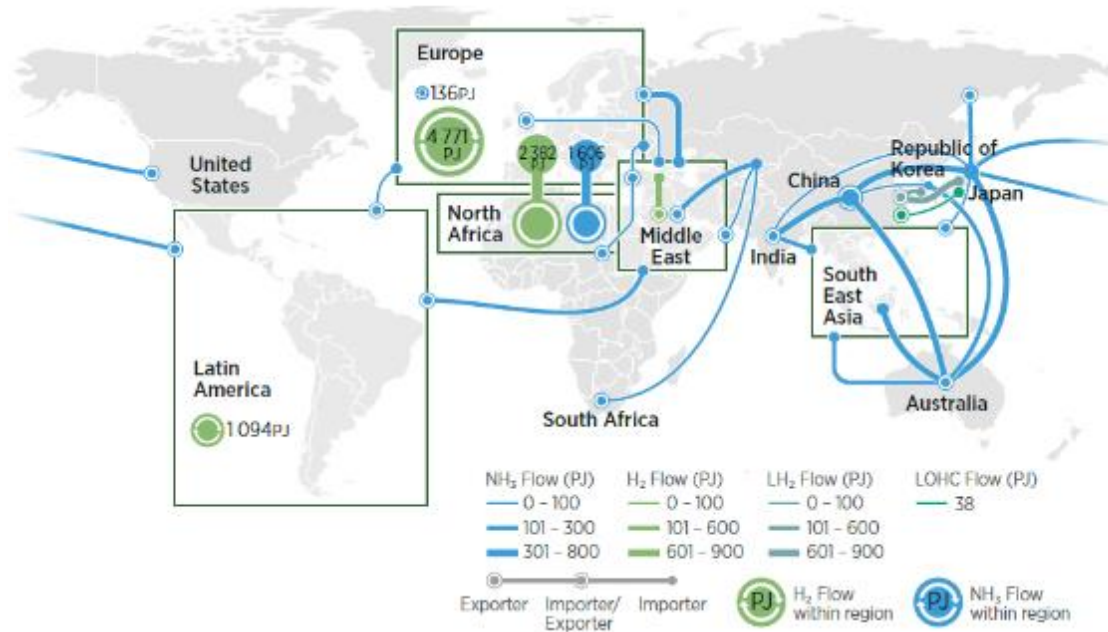 Europe
136PJ
4 771
PJ
2 382
PJ
1 606
PJ
United
States
North
Africa
Middle
East
Republic of
Korea
China
Japan
India
South
East
Asia
Latin
America
1 094PJ
South Africa
Australia
NH₃ Flow (PJ)
0 – 100
101 – 300
301 – 800
H₂ Flow (PJ)
0 – 100
101 – 600
601 – 900
LH₂ Flow (PJ)
0 – 100
101 – 600
601 – 900
LOHC Flow (PJ)
38
Exporter
Importer/
Exporter
Importer
PJ
H₂ Flow
within region
PJ
NH₃ Flow
within region